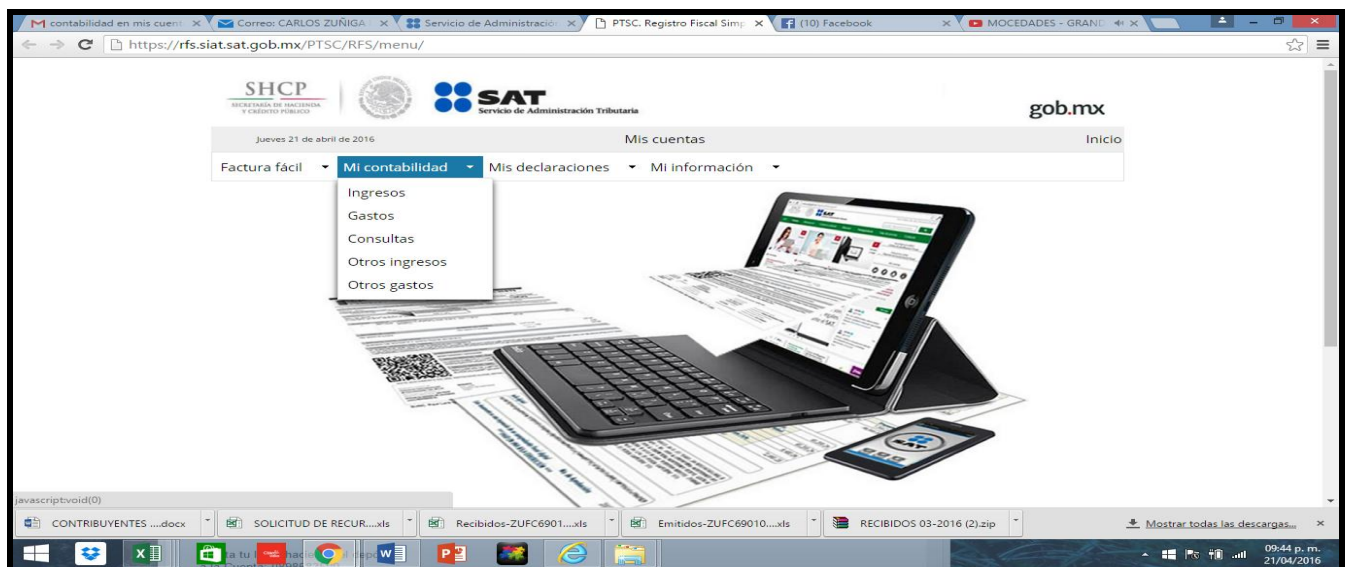 contabilidad en mis cuent
Correo: CARLOS ZUÑIGA
Servicio de Administració
PTSC. Registro Fiscal Simp
(10) Facebook
MOCEDADES - GRAND
https://rfs.siat.sat.gob.mx/PTSC/RFS/menu/
SHCP
SECRETARÍA DE HACIENDA
Y CRÉDITO PÚBLICO
SAT
Servicio de Administración Tributaria
gob.mx
Jueves 21 de abril de 2016
Mis cuentas
Inicio
Factura fácil
Mi contabilidad
Mis declaraciones
Mi información
Ingresos
Gastos
Consultas
Otros ingresos
Otros gastos
SAT
SAT
javascript:void(0)
CONTRIBUYENTES ....docx
SOLICITUD DE RECUR....xls
Recibidos-ZUFC6901....xls
Emitidos-ZUFC69010....xls
RECIBIDOS 03-2016 (2).zip
Mostrar todas las descargas...
09:44 p. m.
21/04/2016